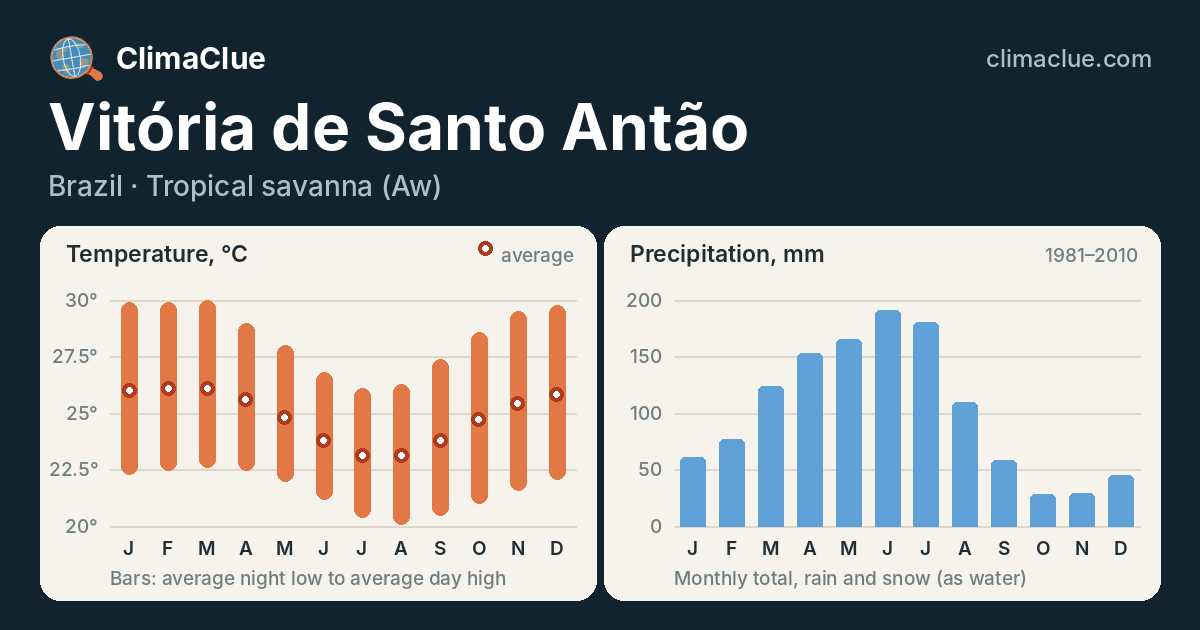 ClimaClue
climaclue.com
Vitória de Santo Antão
Brazil · Tropical savanna (Aw)
Temperature, °C
average
30°
27.5°
25°
22.5°
20°
J F M A M J J A S O N D
Bars: average night low to average day high
Precipitation, mm
1981–2010
200
150
100
50
0
J F M A M J J A S O N D
Monthly total, rain and snow (as water)